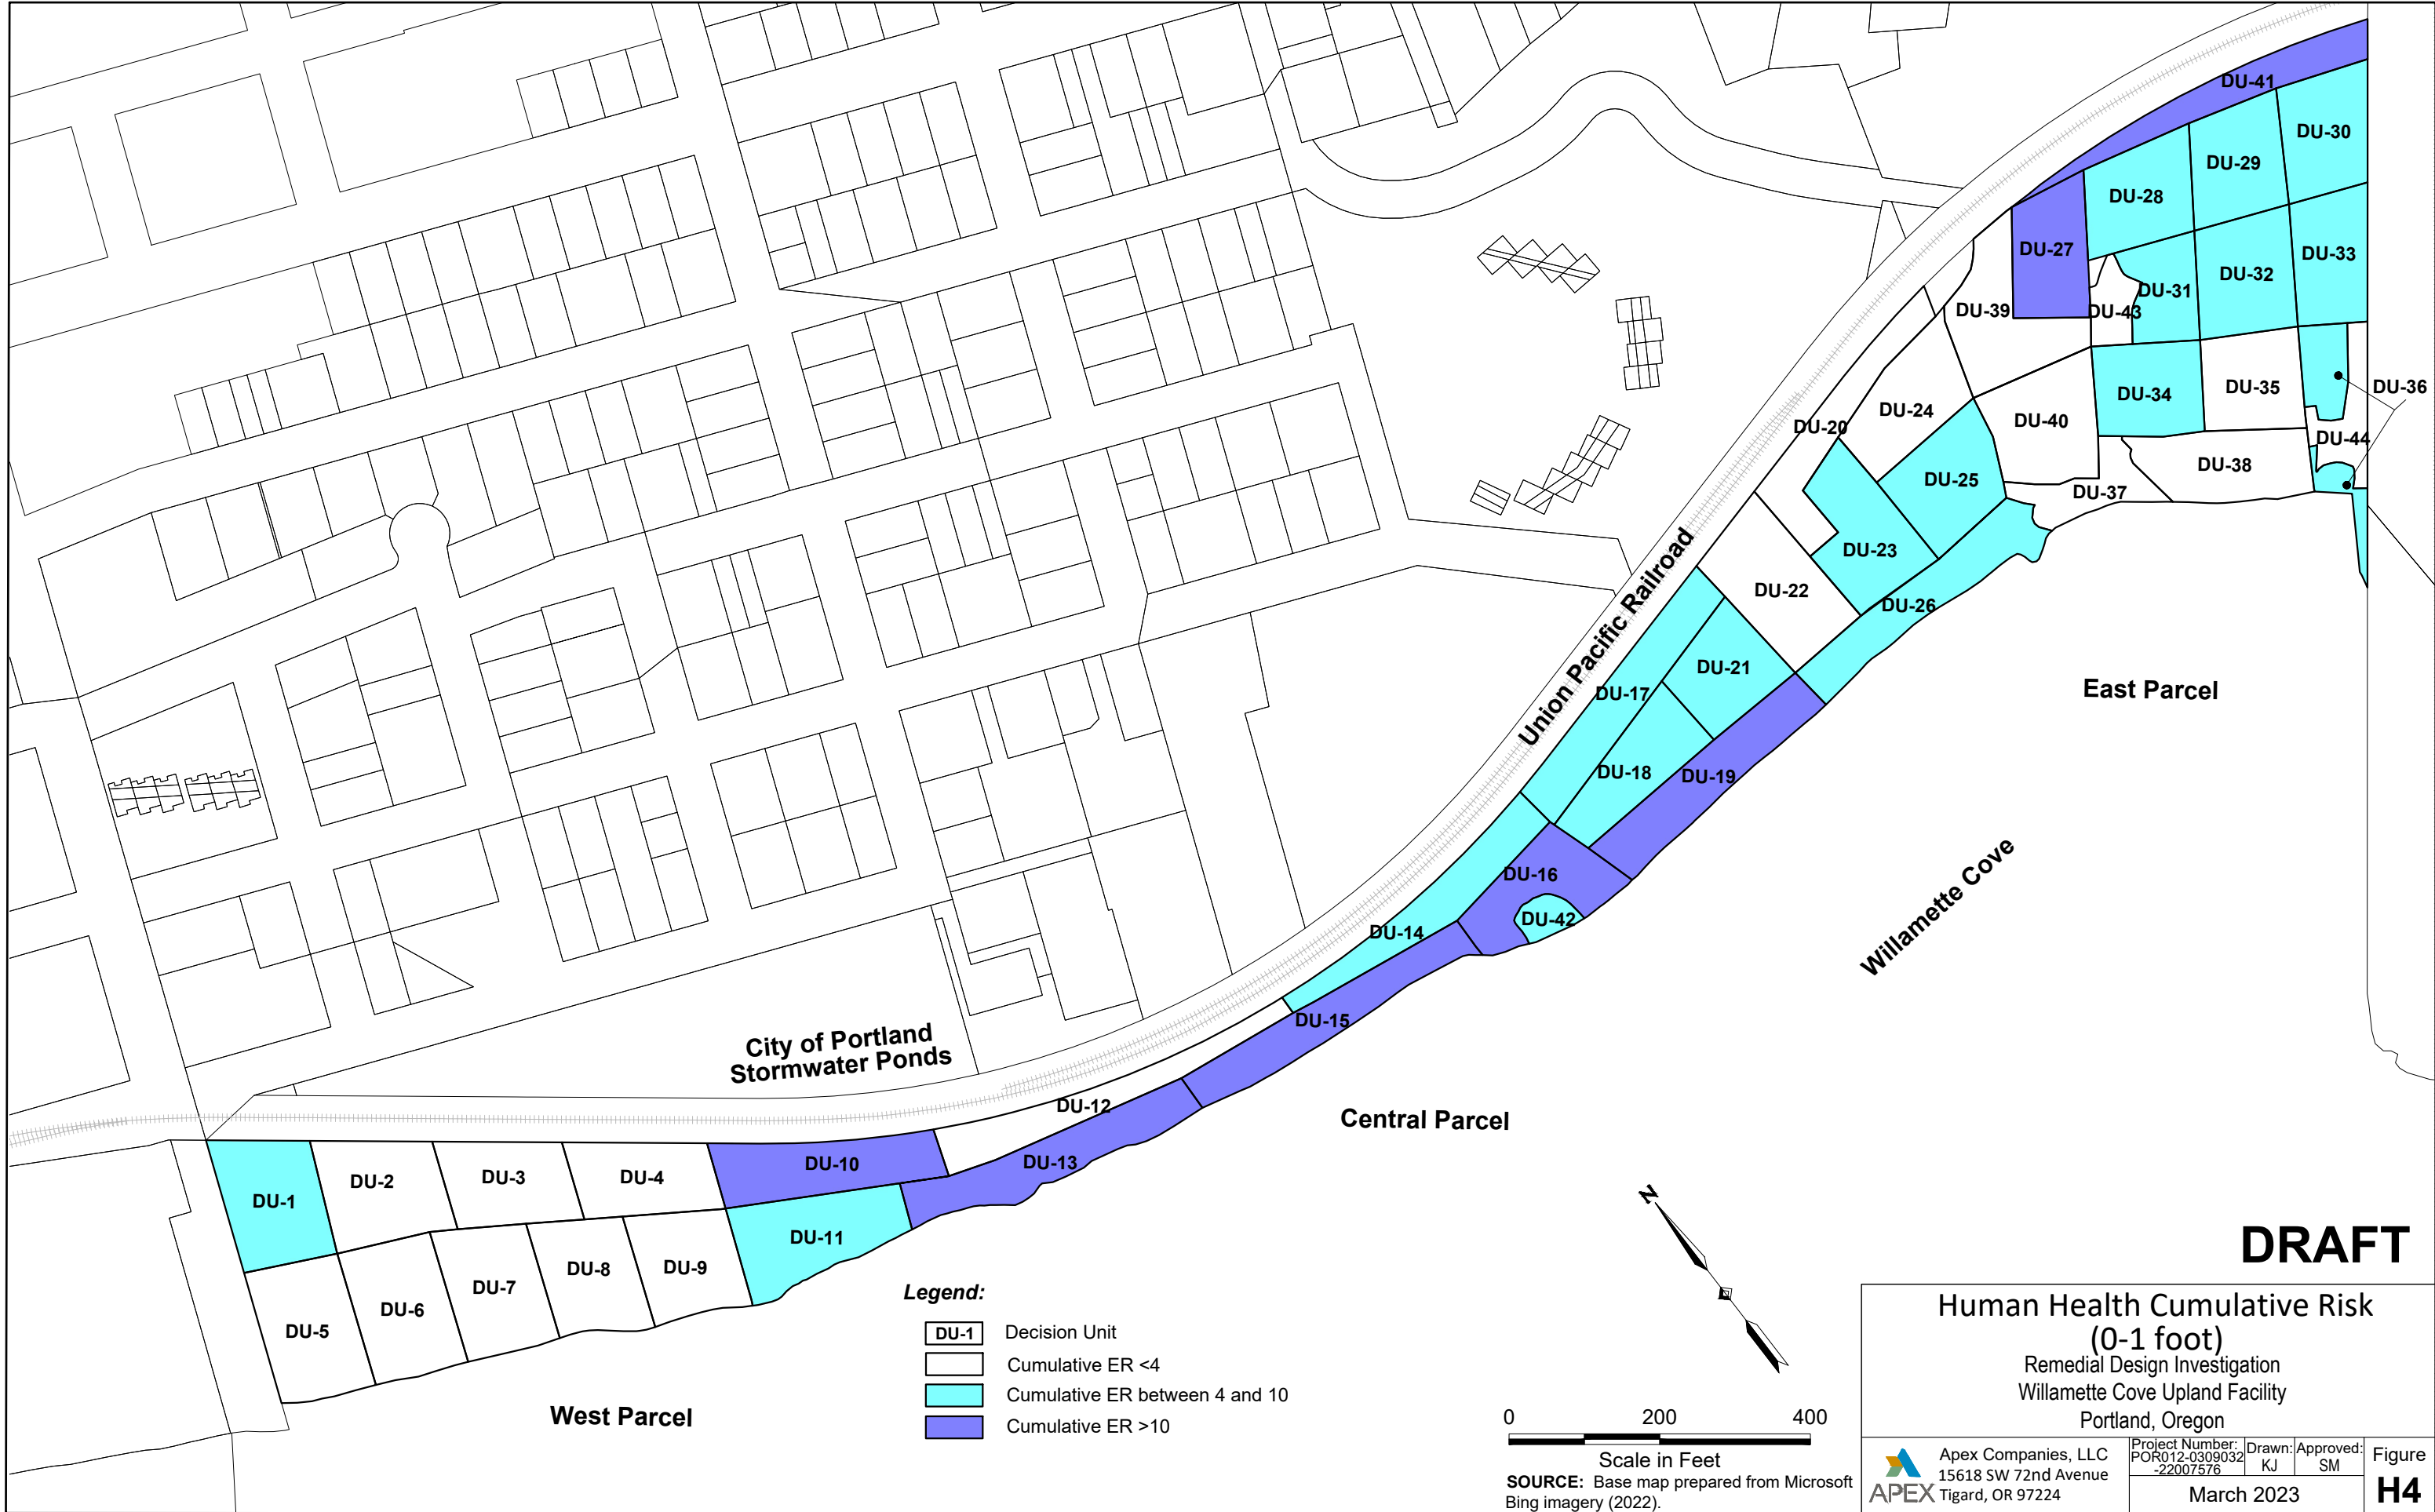 DU-41
DU-30
DU-29
DU-28
DU-27
DU-33
DU-32
DU-31
DU-43
DU-39
DU-36
DU-35
DU-34
DU-24
DU-40
DU-20
DU-44
DU-38
DU-25
DU-37
DU-23
DU-22
DU-26
Union Pacific Railroad
DU-21
DU-17
East Parcel
DU-18
DU-19
DU-16
DU-42
DU-14
Willamette Cove
DU-15
City of Portland
Stormwater Ponds
DU-12
Central Parcel
DU-10
DU-13
DU-1
DU-2
DU-3
DU-4
DU-11
DU-5
DU-6
DU-7
DU-8
DU-9
West Parcel
N
Legend:
DU-1 Decision Unit
Cumulative ER <4
Cumulative ER between 4 and 10
Cumulative ER >10
0 200 400
Scale in Feet
SOURCE: Base map prepared from Microsoft
Bing imagery (2022).
DRAFT
Human Health Cumulative Risk
(0-1 foot)
Remedial Design Investigation
Willamette Cove Upland Facility
Portland, Oregon
APEX
Apex Companies, LLC
15618 SW 72nd Avenue
Tigard, OR 97224
Project Number:
POR012-0309032
-22007576
Drawn:
KJ
Approved:
SM
March 2023
Figure
H4